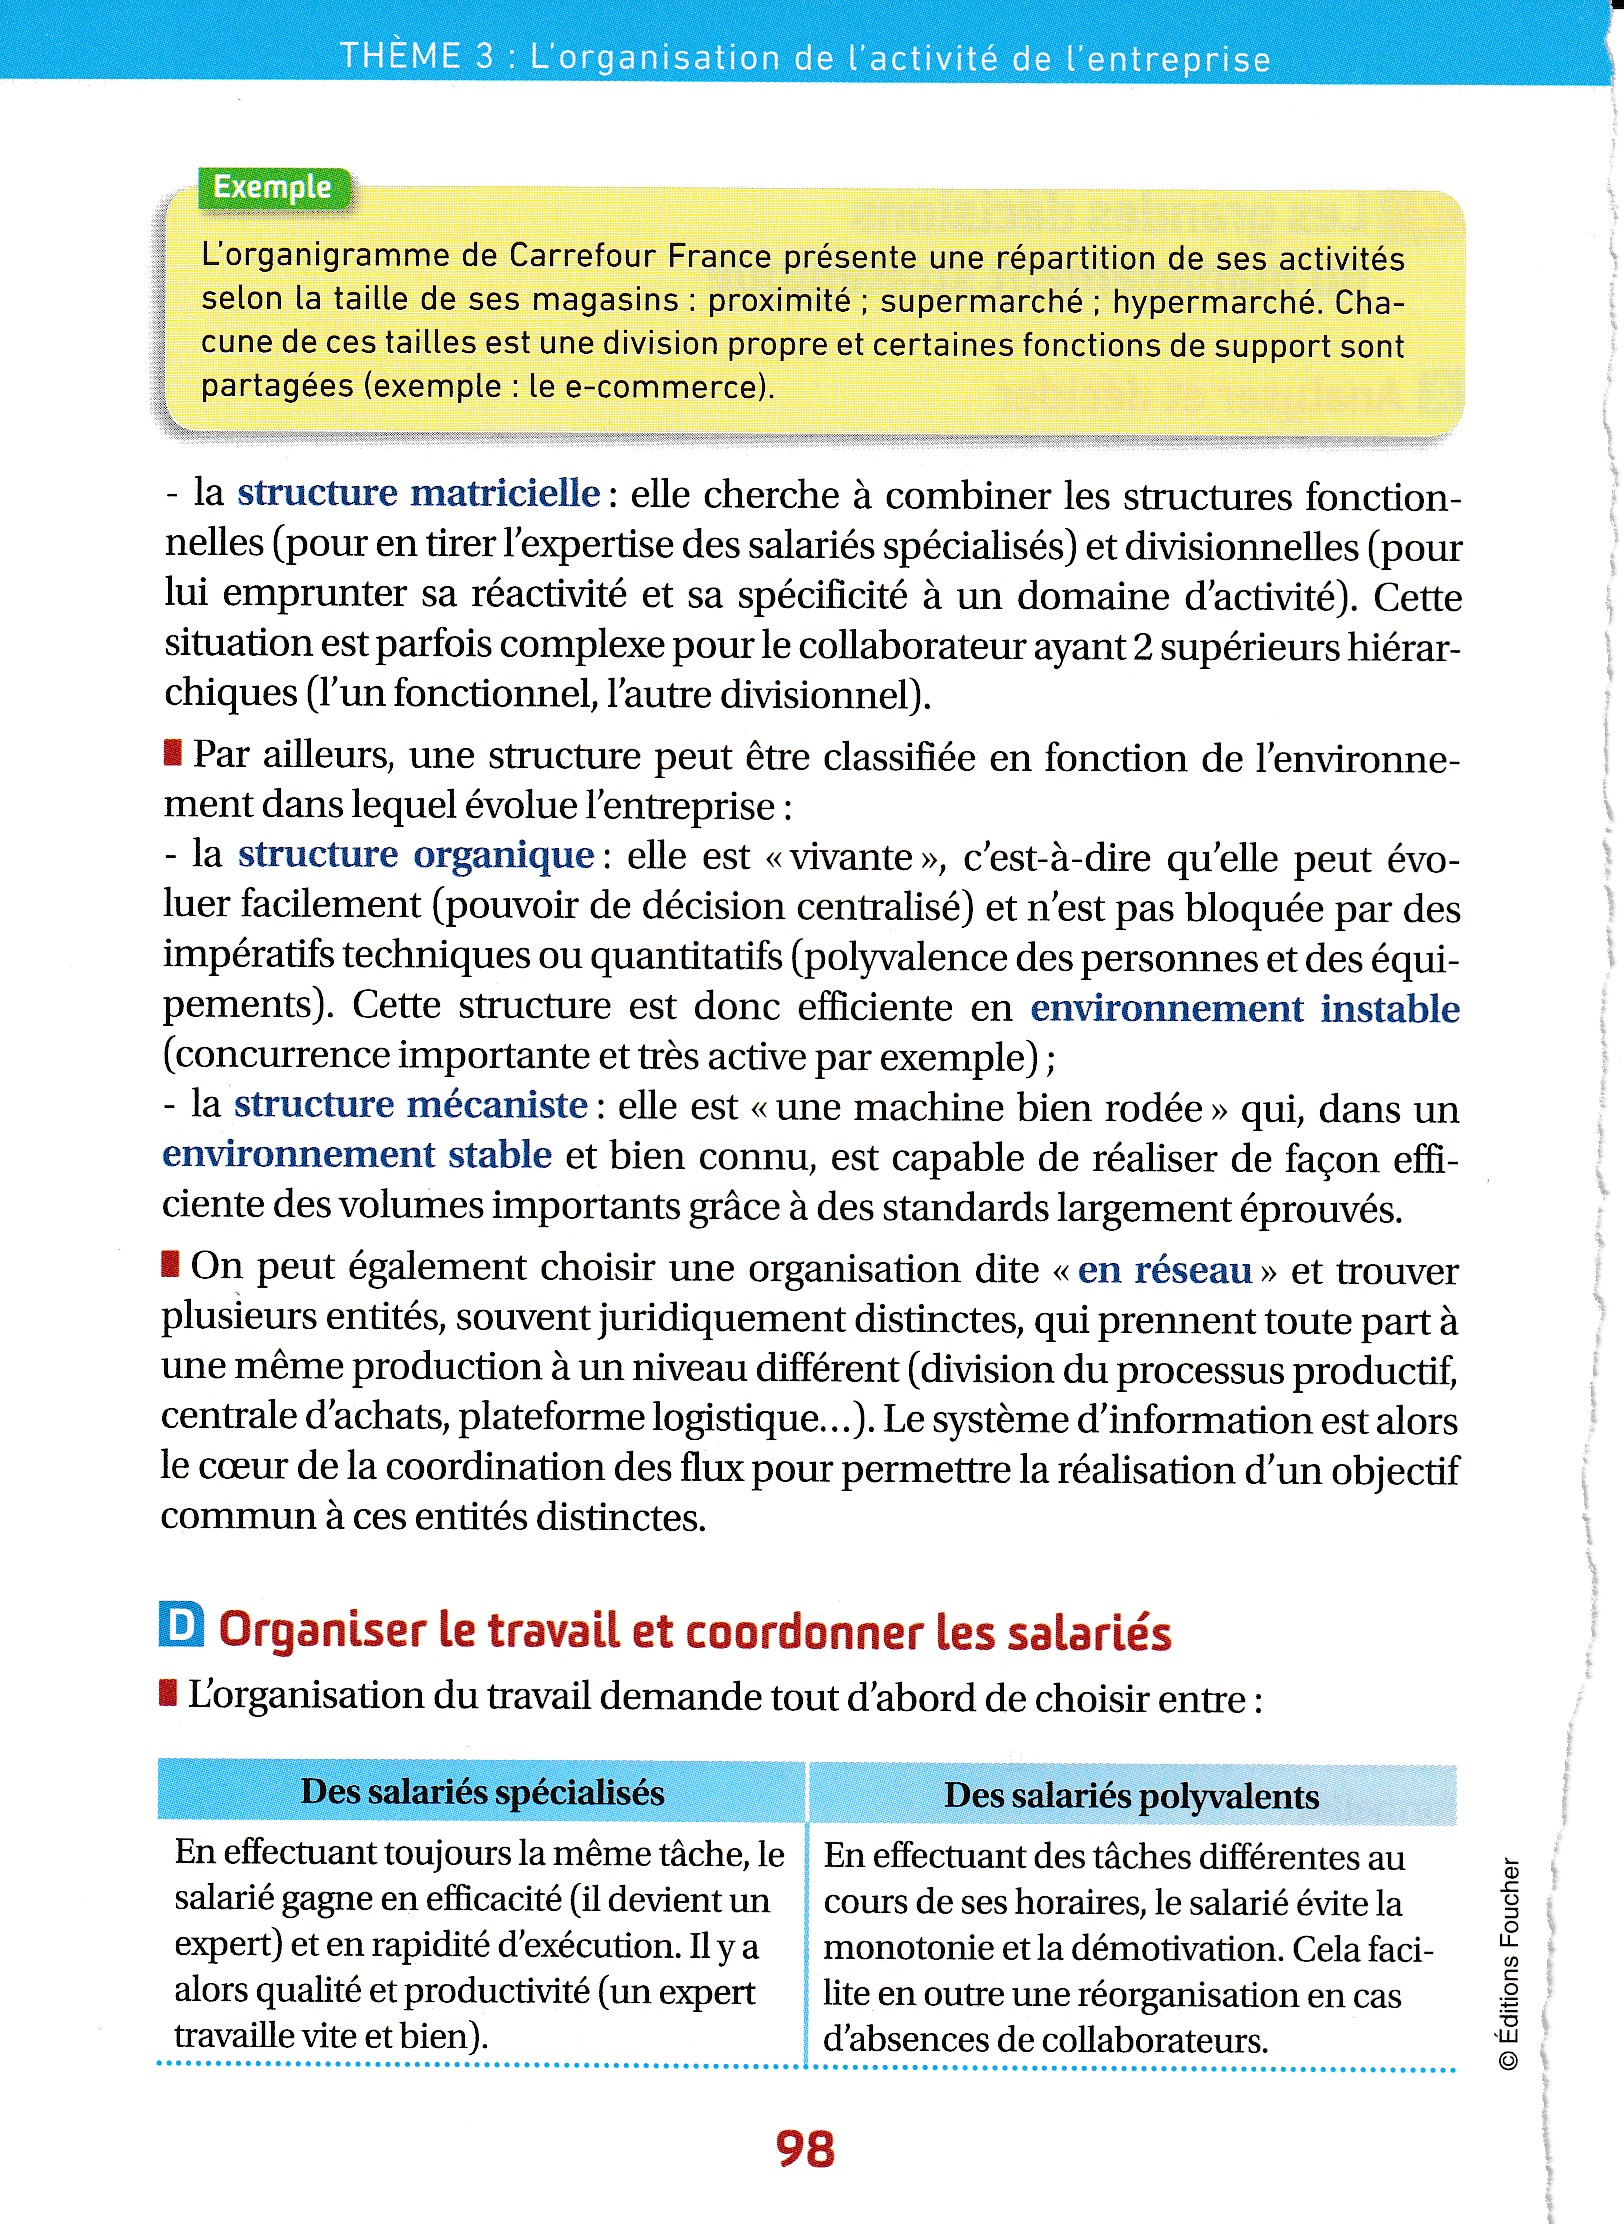 THÈME 3 : L'organisation de l'activité de l'entreprise
Exemple
L'organigramme de Carrefour France présente une répartition de ses activités
selon la taille de ses magasins : proximité ; supermarché ; hypermarché. Cha-
cune de ces tailles est une division propre et certaines fonctions de support sont
partagées (exemple : le e-commerce).
- la structure matricielle : elle cherche à combiner les structures fonction-
nelles (pour en tirer l'expertise des salariés spécialisés) et divisionnelles (pour
lui emprunter sa réactivité et sa spécificité à un domaine d'activité). Cette
situation est parfois complexe pour le collaborateur ayant 2 supérieurs hiérar-
chiques (l'un fonctionnel, l'autre divisionnel).
Par ailleurs, une structure peut être classifiée en fonction de l'environne-
ment dans lequel évolue l'entreprise :
- la structure organique : elle est « vivante », c'est-à-dire qu'elle peut évo-
luer facilement (pouvoir de décision centralisé) et n'est pas bloquée par des
impératifs techniques ou quantitatifs (polyvalence des personnes et des équi-
pements). Cette structure est donc efficiente en environnement instable
(concurrence importante et très active par exemple) ;
- la structure mécaniste : elle est « une machine bien rodée » qui, dans un
environnement stable et bien connu, est capable de réaliser de façon effi-
ciente des volumes importants grâce à des standards largement éprouvés.
On peut également choisir une organisation dite « en réseau » et trouver
plusieurs entités, souvent juridiquement distinctes, qui prennent toute part à
une même production à un niveau différent (division du processus productif,
centrale d'achats, plateforme logistique...). Le système d'information est alors
le cœur de la coordination des flux pour permettre la réalisation d'un objectif
commun à ces entités distinctes.
D Organiser le travail et coordonner les salariés
L'organisation du travail demande tout d'abord de choisir entre :
Des salariés spécialisés
En effectuant toujours la même tâche, le
salarié gagne en efficacité (il devient un
expert) et en rapidité d'exécution. Il y a
alors qualité et productivité (un expert
travaille vite et bien).
Des salariés polyvalents
En effectuant des tâches différentes au
cours de ses horaires, le salarié évite la
monotonie et la démotivation. Cela faci-
lite en outre une réorganisation en cas
d'absences de collaborateurs.
© Éditions Foucher
98